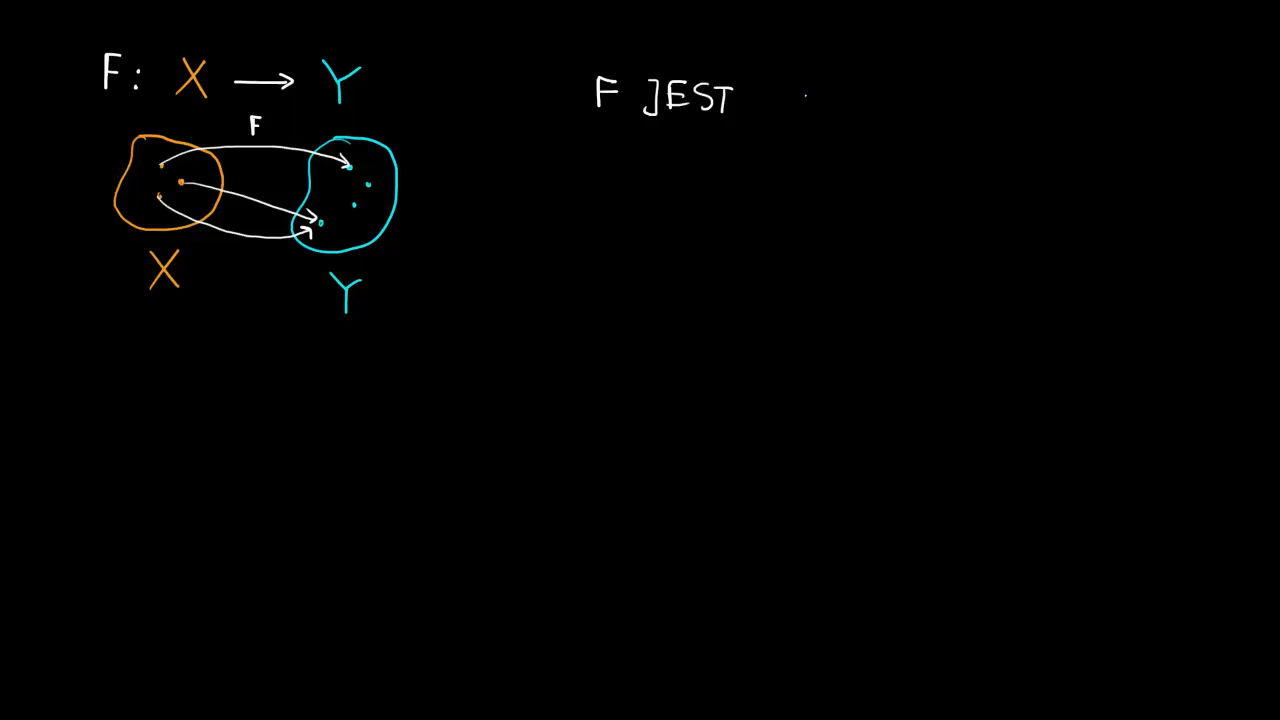 F: X → Y
F JEST
F
X
Y